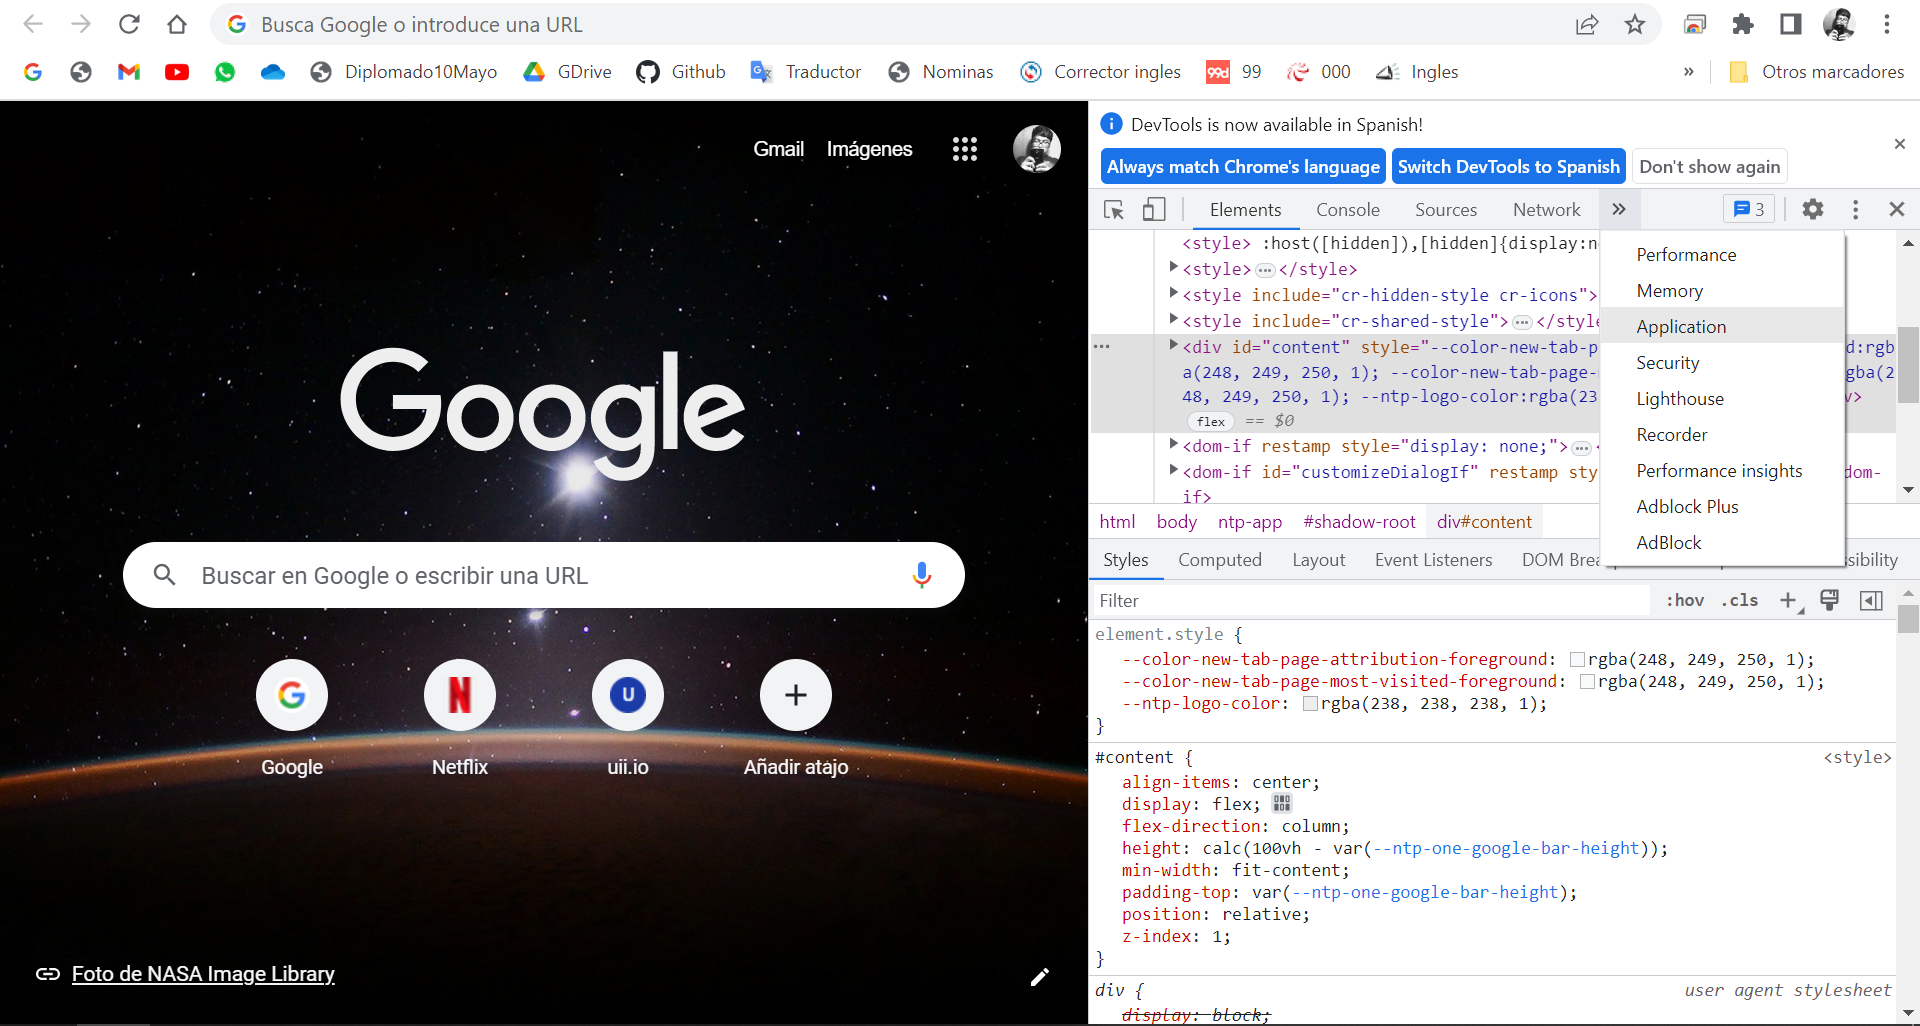 Busca Google o introduce una URL
Diplomado10Mayo
GDrive
Github
Traductor
Nominas
Corrector ingles
99d
99
000
Ingles
»
Otros marcadores
Gmail
Imágenes
Google
Buscar en Google o escribir una URL
Google
Netflix
uii.io
Añadir atajo
Foto de NASA Image Library
DevTools is now available in Spanish!
Always match Chrome's language
Switch DevTools to Spanish
Don't show again
Elements
Console
Sources
Network
»
3
Performance
Memory
Application
Security
Lighthouse
Recorder
Performance insights
Adblock Plus
AdBlock
<style> :host([hidden]),[hidden]{display:n
<style> … </style>
<style include="cr-hidden-style cr-icons">
<style include="cr-shared-style"> … </style
<div id="content" style="--color-new-tab-p d:rgb
a(248, 249, 250, 1); --color-new-tab-page- gba(2
48, 249, 250, 1); --ntp-logo-color:rgba(23 v>
flex == $0
<dom-if restamp style="display: none;"> … <
<dom-if id="customizeDialogIf" restamp sty dom-
if>
html body ntp-app #shadow-root div#content
Styles
Computed
Layout
Event Listeners
DOM Brea
sibility
Filter
:hov .cls +
element.style {
--color-new-tab-page-attribution-foreground: rgba(248, 249, 250, 1);
--color-new-tab-page-most-visited-foreground: rgba(248, 249, 250, 1);
--ntp-logo-color: rgba(238, 238, 238, 1);
}
#content { <style>
align-items: center;
display: flex;
flex-direction: column;
height: calc(100vh - var(--ntp-one-google-bar-height));
min-width: fit-content;
padding-top: var(--ntp-one-google-bar-height);
position: relative;
z-index: 1;
}
div { user agent stylesheet
display: block;